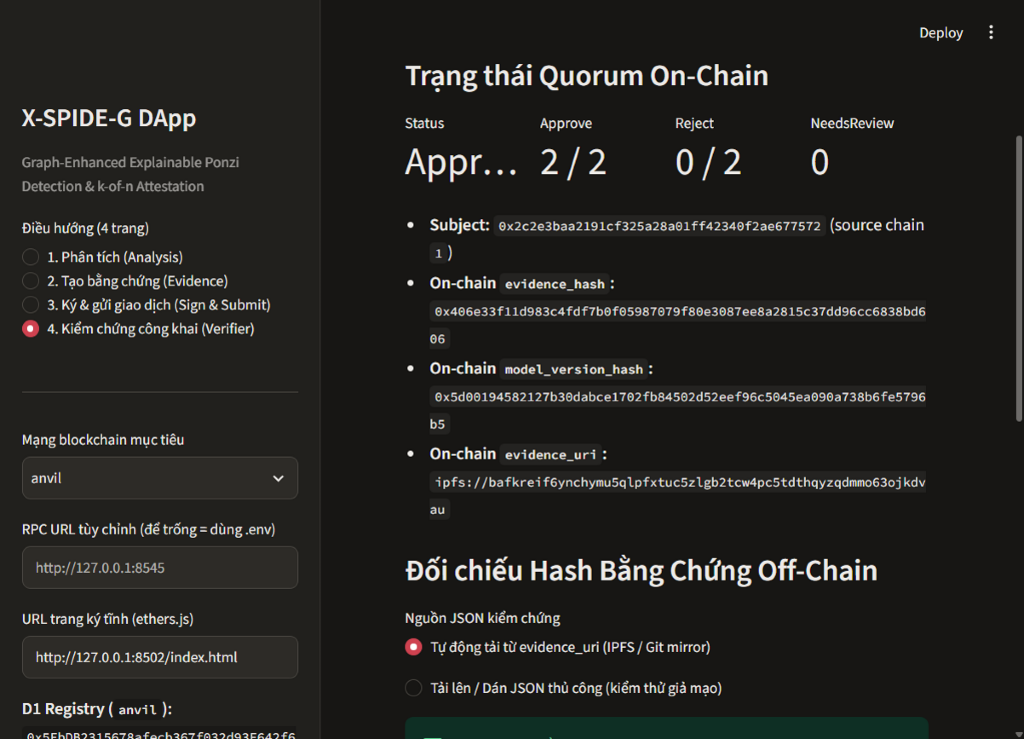 Deploy
X-SPIDE-G DApp
Graph-Enhanced Explainable Ponzi
Detection & k-of-n Attestation
Điều hướng (4 trang)
1. Phân tích (Analysis)
2. Tạo bằng chứng (Evidence)
3. Ký & gửi giao dịch (Sign & Submit)
4. Kiểm chứng công khai (Verifier)
Mạng blockchain mục tiêu
anvil
RPC URL tùy chỉnh (để trống = dùng .env)
http://127.0.0.1:8545
URL trang ký tĩnh (ethers.js)
http://127.0.0.1:8502/index.html
D1 Registry ( anvil ):
Trạng thái Quorum On-Chain
Status Approve Reject NeedsReview
Appr... 2 / 2 0 / 2 0
Subject: 0x2c2e3baa2191cf325a28a01ff42340f2ae677572 (source chain
1 )
On-chain evidence_hash :
0x406e33f11d983c4fdf7b0f05987079f80e3087ee8a2815c37dd96cc6838bd6
06
On-chain model_version_hash :
0x5d00194582127b30dabce1702fb84502d52eef96c5045ea090a738b6fe5796
b5
On-chain evidence_uri :
ipfs://bafkreif6ynchymu5qlpfxtuc5zlgb2tcw4pc5tdthqyzqdmmo63ojkdv
au
Đối chiếu Hash Bằng Chứng Off-Chain
Nguồn JSON kiểm chứng
Tự động tải từ evidence_uri (IPFS / Git mirror)
Tải lên / Dán JSON thủ công (kiểm thử giả mạo)